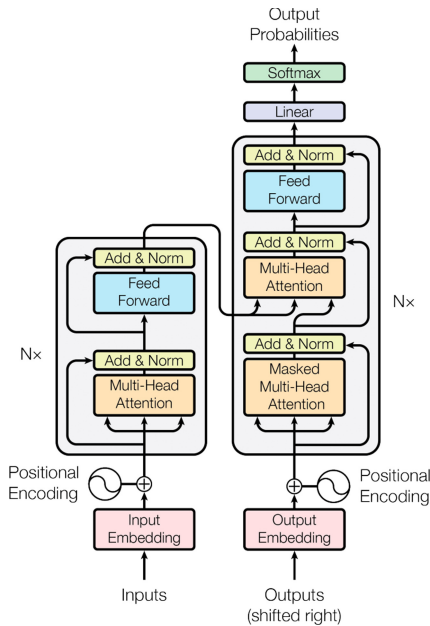 Output
Probabilities
Softmax
Linear
Add & Norm
Feed
Forward
Add & Norm
Multi-Head
Attention
Nx
Add & Norm
Masked
Multi-Head
Attention
Positional
Encoding
Output
Embedding
Outputs
(shifted right)
Add & Norm
Feed
Forward
Nx
Add & Norm
Multi-Head
Attention
Positional
Encoding
Input
Embedding
Inputs